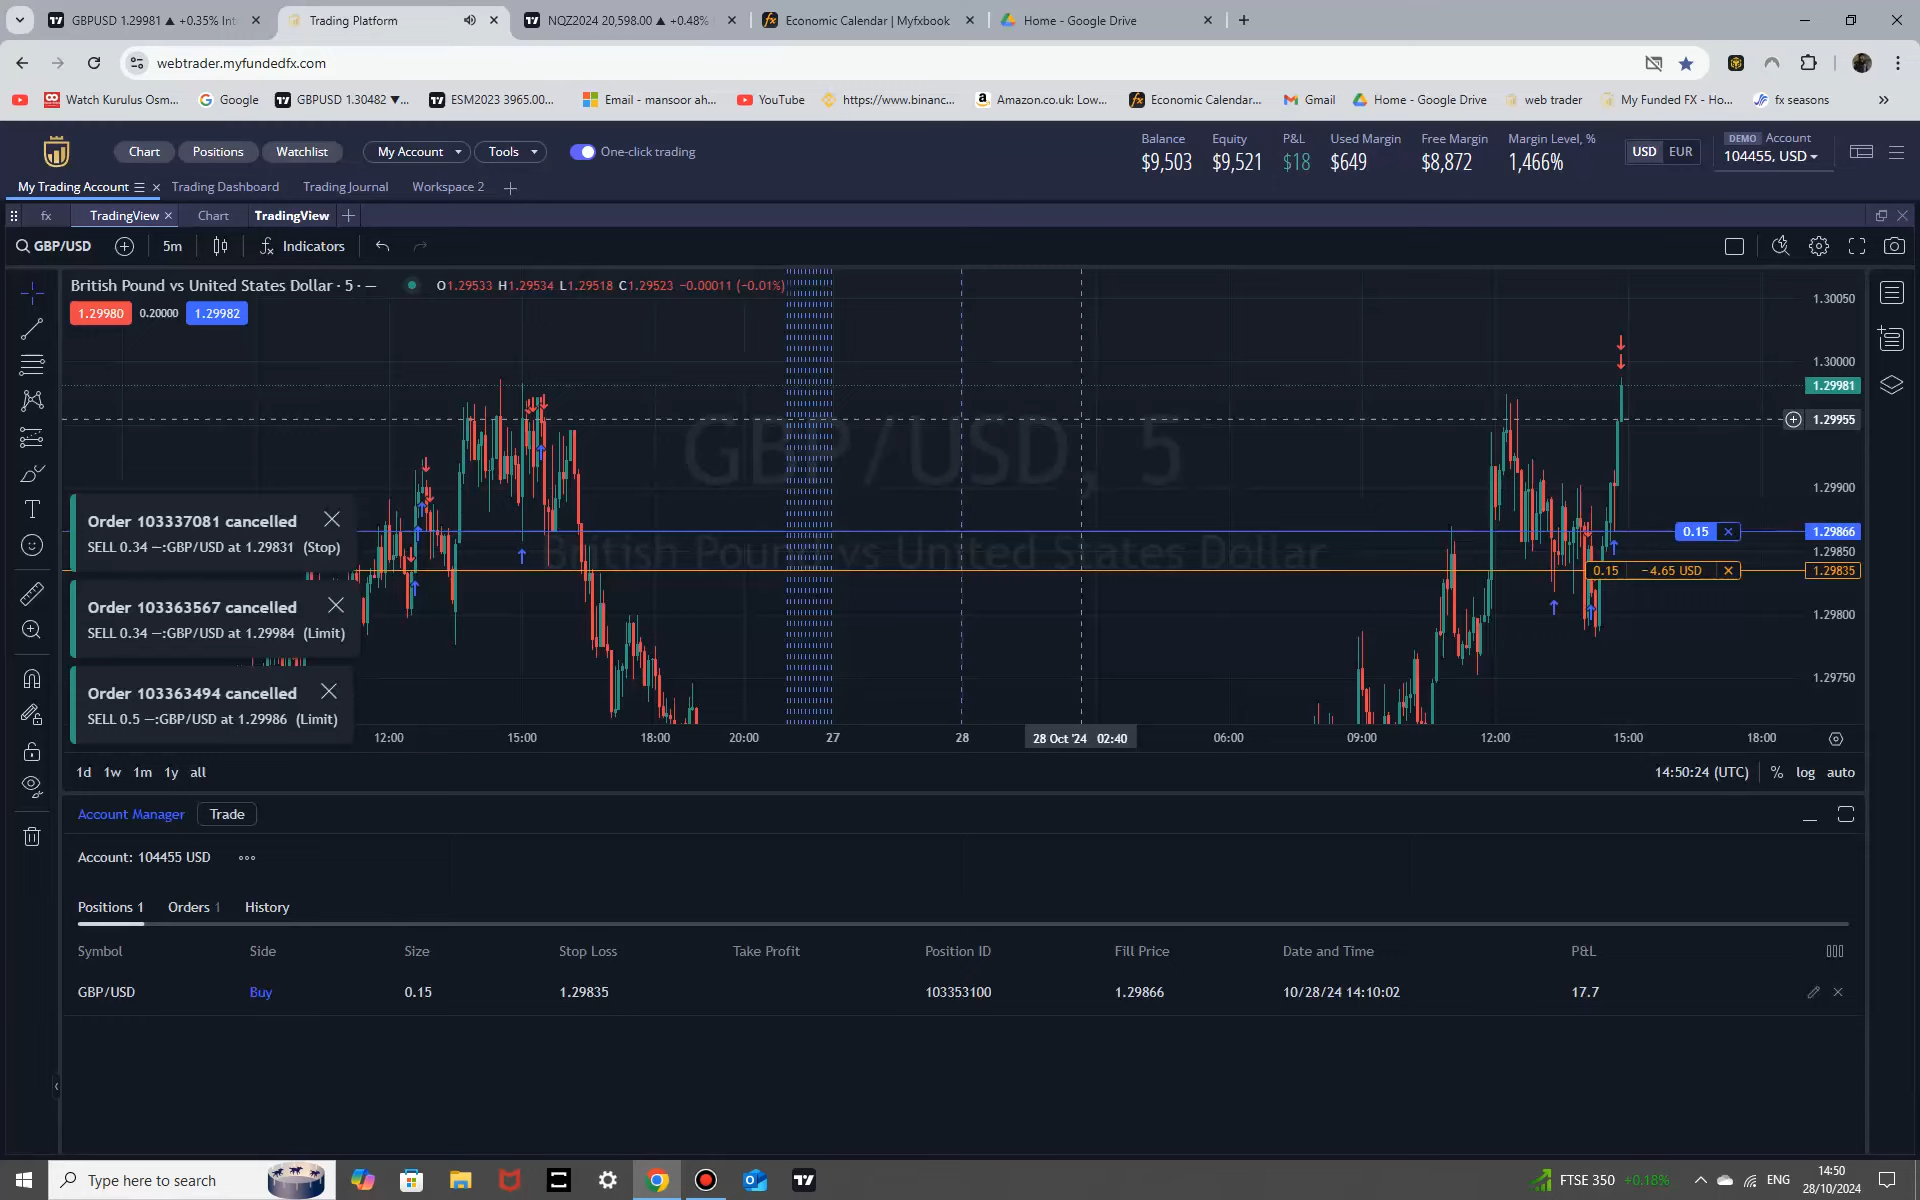 GBPUSD 1.29981 ▲ +0.35% Int
Trading Platform
NQZ2024 20,598.00 ▲ +0.48%
Economic Calendar | Myfxbook
Home - Google Drive
webtrader.myfundedfx.com
Watch Kurulus Osm...
Google
GBPUSD 1.30482 ▼...
ESM2023 3965.00...
Email - mansoor ah...
YouTube
https://www.binanc...
Amazon.co.uk: Low...
Economic Calendar...
Gmail
Home - Google Drive
web trader
My Funded FX - Ho...
fx seasons
Chart
Positions
Watchlist
My Account
Tools
One-click trading
Balance
Equity
P&L
Used Margin
Free Margin
Margin Level, %
$9,503
$9,521
$18
$649
$8,872
1,466%
USD EUR
DEMO Account
104455, USD
My Trading Account
Trading Dashboard
Trading Journal
Workspace 2
fx
TradingView
Chart
TradingView
GBP/USD
5m
Indicators
British Pound vs United States Dollar · 5 · —
O1.29533 H1.29534 L1.29518 C1.29523 −0.00011 (−0.01%)
1.29980
0.20000
1.29982
GBP/USD, 5
British Pound vs United States Dollar
1.30050
1.30000
1.29981
1.29955
1.29900
0.15
1.29866
1.29850
0.15 −4.65 USD
1.29835
1.29800
1.29750
Order 103337081 cancelled
SELL 0.34 —:GBP/USD at 1.29831 (Stop)
Order 103363567 cancelled
SELL 0.34 —:GBP/USD at 1.29984 (Limit)
Order 103363494 cancelled
SELL 0.5 —:GBP/USD at 1.29986 (Limit)
12:00
15:00
18:00
20:00
27
28
28 Oct '24 02:40
06:00
09:00
12:00
15:00
18:00
1d 1w 1m 1y all
14:50:24 (UTC)
% log auto
Account Manager
Trade
Account: 104455 USD
Positions 1
Orders 1
History
Symbol Side Size Stop Loss Take Profit Position ID Fill Price Date and Time P&L
GBP/USD Buy 0.15 1.29835 103353100 1.29866 10/28/24 14:10:02 17.7
Type here to search
FTSE 350 +0.18%
ENG
14:50
28/10/2024